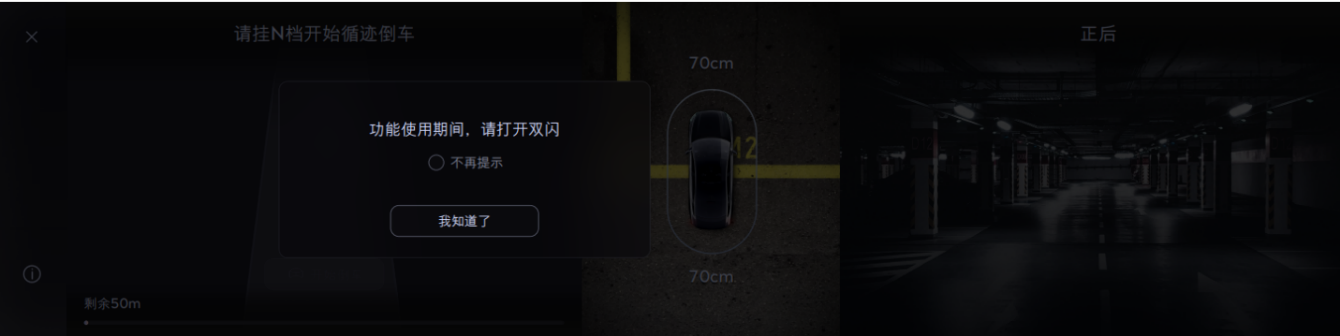 请挂N档开始循迹倒车
正后
70cm
功能使用期间，请打开双闪
不再提示
我知道了
12
70cm
剩余50m